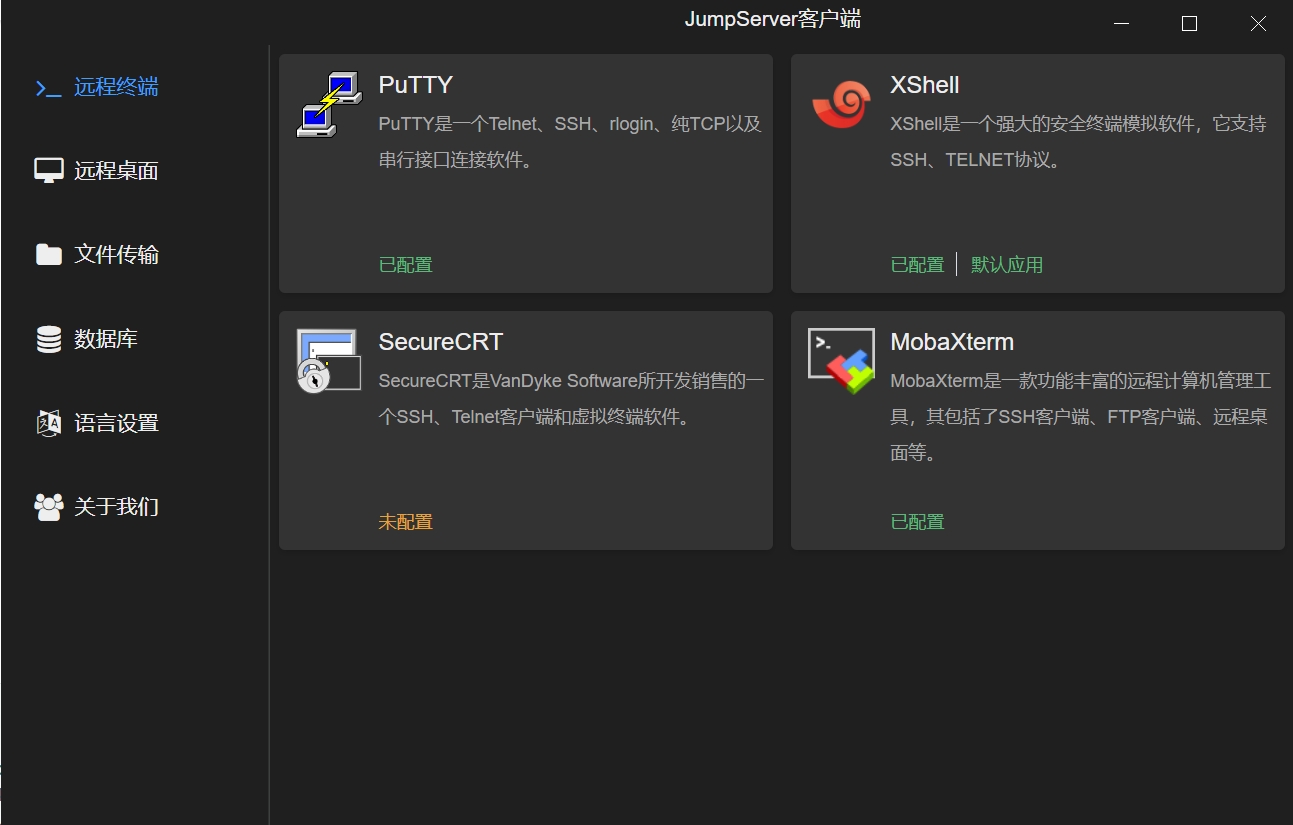 JumpServer客户端
远程终端
远程桌面
文件传输
数据库
语言设置
关于我们
PuTTY
PuTTY是一个Telnet、SSH、rlogin、纯TCP以及
串行接口连接软件。
已配置
XShell
XShell是一个强大的安全终端模拟软件，它支持
SSH、TELNET协议。
已配置 | 默认应用
SecureCRT
SecureCRT是VanDyke Software所开发销售的一
个SSH、Telnet客户端和虚拟终端软件。
未配置
MobaXterm
MobaXterm是一款功能丰富的远程计算机管理工
具，其包括了SSH客户端、FTP客户端、远程桌
面等。
已配置